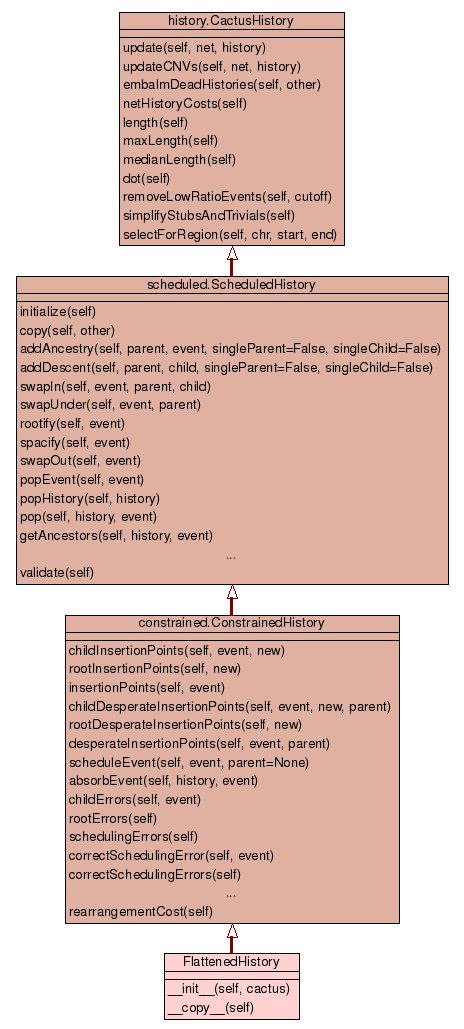 history.CactusHistory
update(self, net, history)
updateCNVs(self, net, history)
embalmDeadHistories(self, other)
netHistoryCosts(self)
length(self)
maxLength(self)
medianLength(self)
dot(self)
removeLowRatioEvents(self, cutoff)
simplifyStubsAndTrivials(self)
selectForRegion(self, chr, start, end)
scheduled.ScheduledHistory
initialize(self)
copy(self, other)
addAncestry(self, parent, event, singleParent=False, singleChild=False)
addDescent(self, parent, child, singleParent=False, singleChild=False)
swapIn(self, event, parent, child)
swapUnder(self, event, parent)
rootify(self, event)
spacify(self, event)
swapOut(self, event)
popEvent(self, event)
popHistory(self, history)
pop(self, history, event)
getAncestors(self, history, event)
...
validate(self)
constrained.ConstrainedHistory
childInsertionPoints(self, event, new)
rootInsertionPoints(self, new)
insertionPoints(self, event)
childDesperateInsertionPoints(self, event, new, parent)
rootDesperateInsertionPoints(self, new)
desperateInsertionPoints(self, event, parent)
scheduleEvent(self, event, parent=None)
absorbEvent(self, history, event)
childErrors(self, event)
rootErrors(self)
schedulingErrors(self)
correctSchedulingError(self, event)
correctSchedulingErrors(self)
...
rearrangementCost(self)
FlattenedHistory
__init__(self, cactus)
__copy__(self)